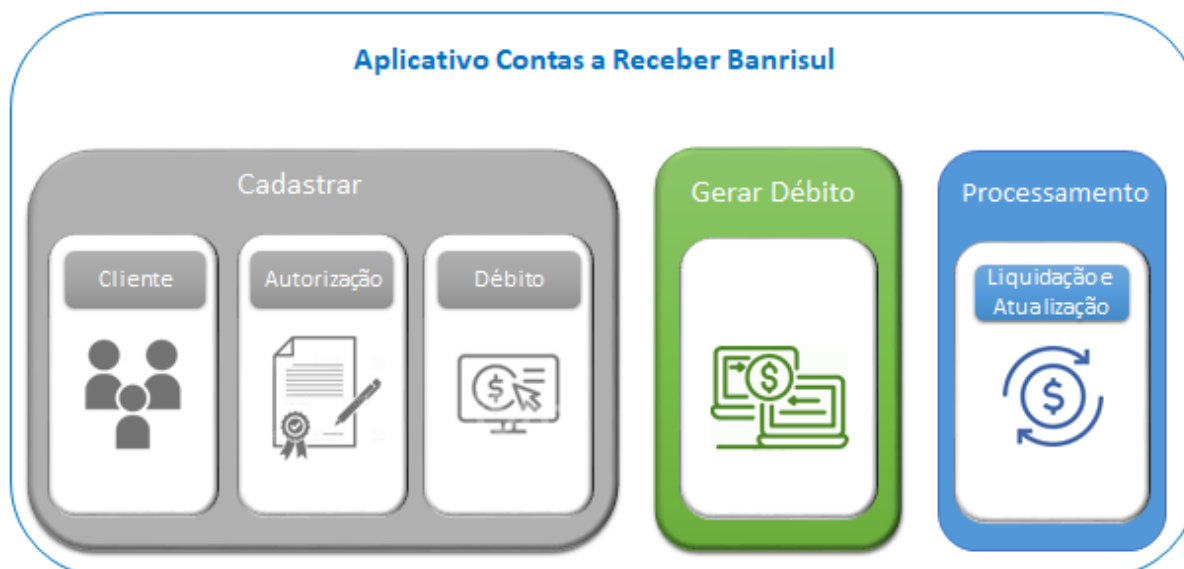 Aplicativo Contas a Receber Banrisul
Cadastrar
Gerar Débito
Processamento
Cliente
Autorização
Débito
Liquidação e
Atualização
$
$
$